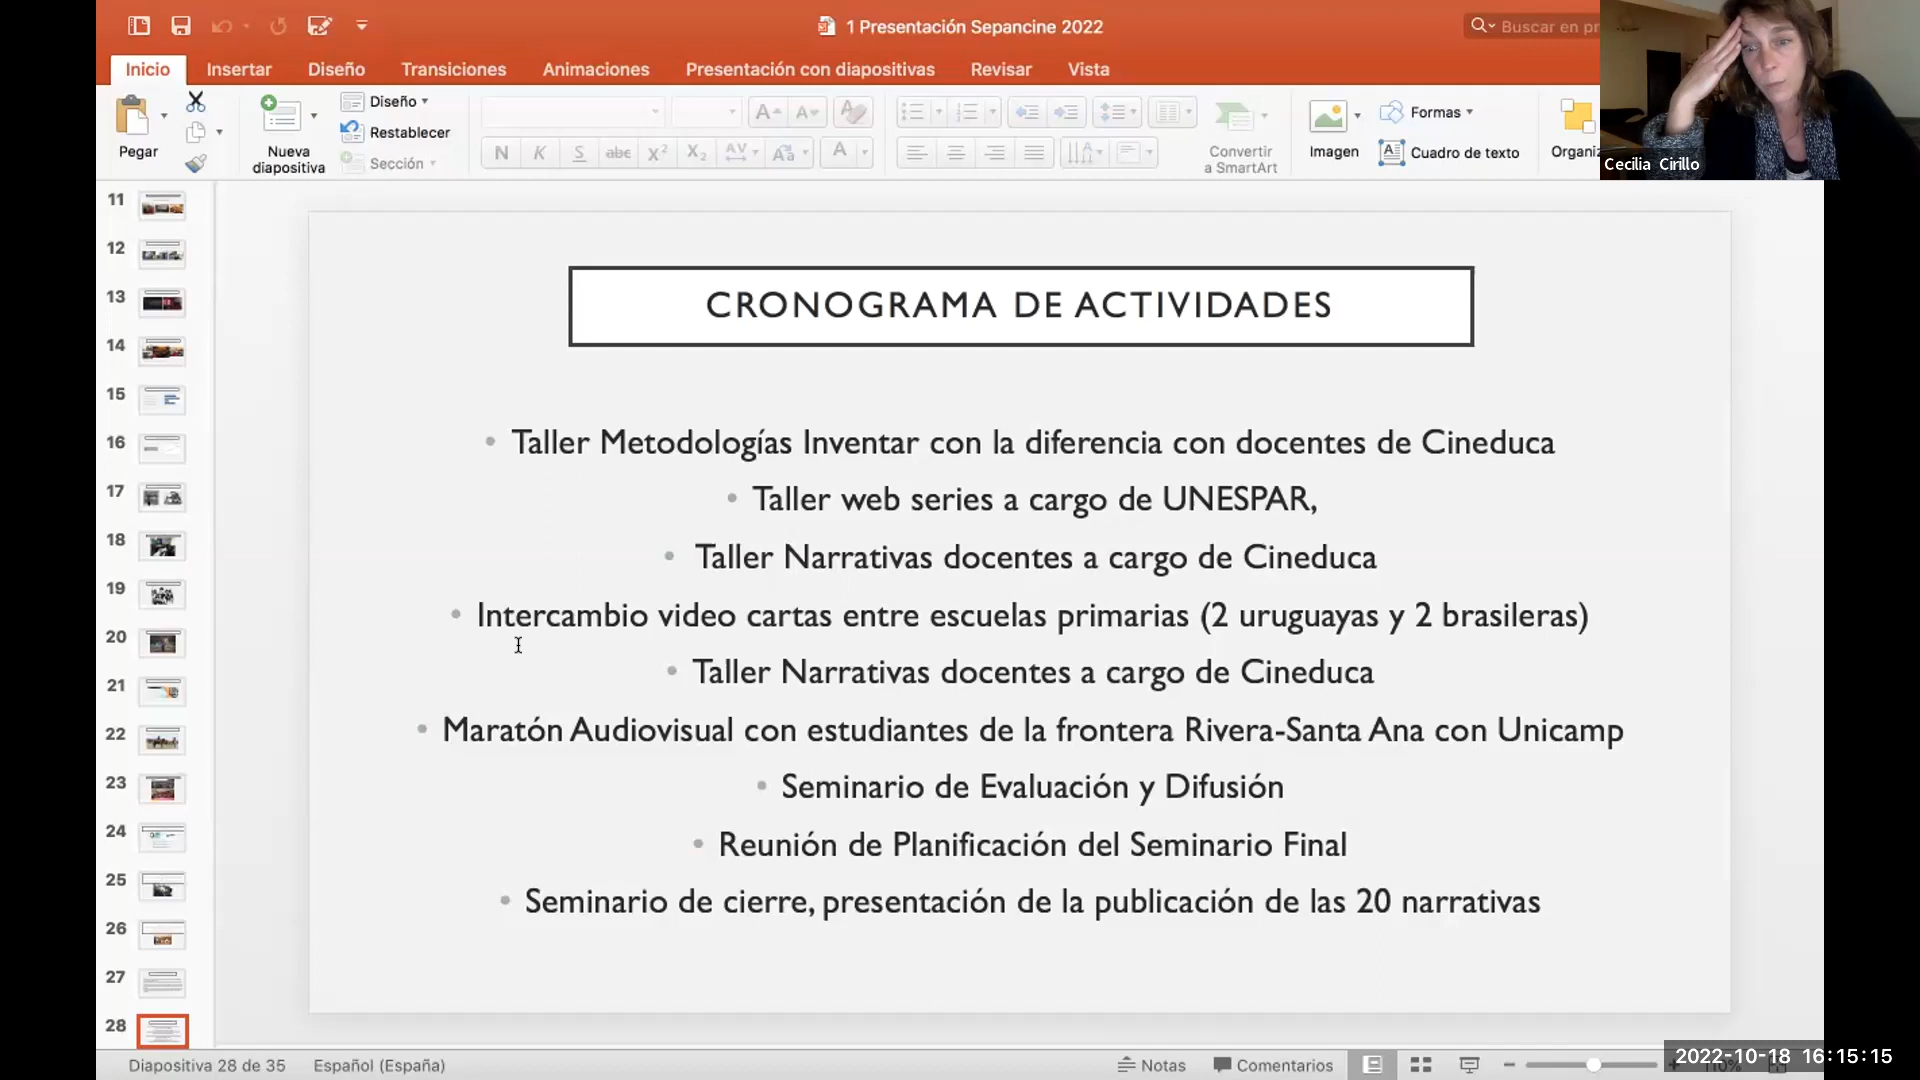 1 Presentación Sepancine 2022
Buscar en pr
Inicio Insertar Diseño Transiciones Animaciones Presentación con diapositivas Revisar Vista
Pegar
Nueva diapositiva
Diseño
Restablecer
Sección
N K S abc X² X₂ AV Aa A
Convertir a SmartArt
Imagen
Formas
Cuadro de texto
Organiz
Cecilia Cirillo
11
12
13
14
15
16
17
18
19
20
21
22
23
24
25
26
27
28
CRONOGRAMA DE ACTIVIDADES
• Taller Metodologías Inventar con la diferencia con docentes de Cineduca
• Taller web series a cargo de UNESPAR,
• Taller Narrativas docentes a cargo de Cineduca
• Intercambio video cartas entre escuelas primarias (2 uruguayas y 2 brasileras)
• Taller Narrativas docentes a cargo de Cineduca
• Maratón Audiovisual con estudiantes de la frontera Rivera-Santa Ana con Unicamp
• Seminario de Evaluación y Difusión
• Reunión de Planificación del Seminario Final
• Seminario de cierre, presentación de la publicación de las 20 narrativas
Diapositiva 28 de 35 Español (España) Notas Comentarios
2022-10-18 16:15:15